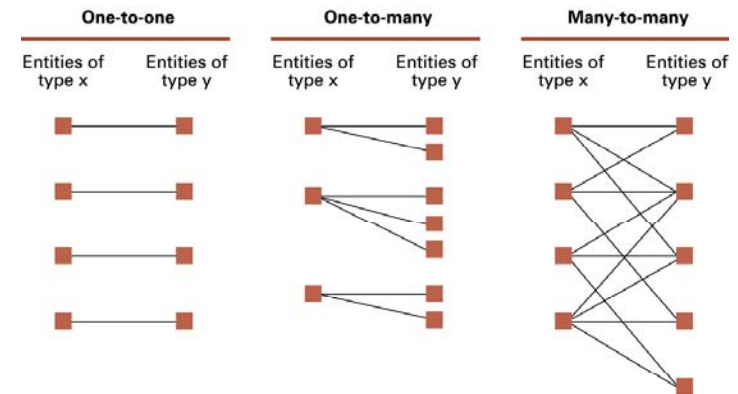 One-to-one
Entities of type x
Entities of type y
One-to-many
Entities of type x
Entities of type y
Many-to-many
Entities of type x
Entities of type y